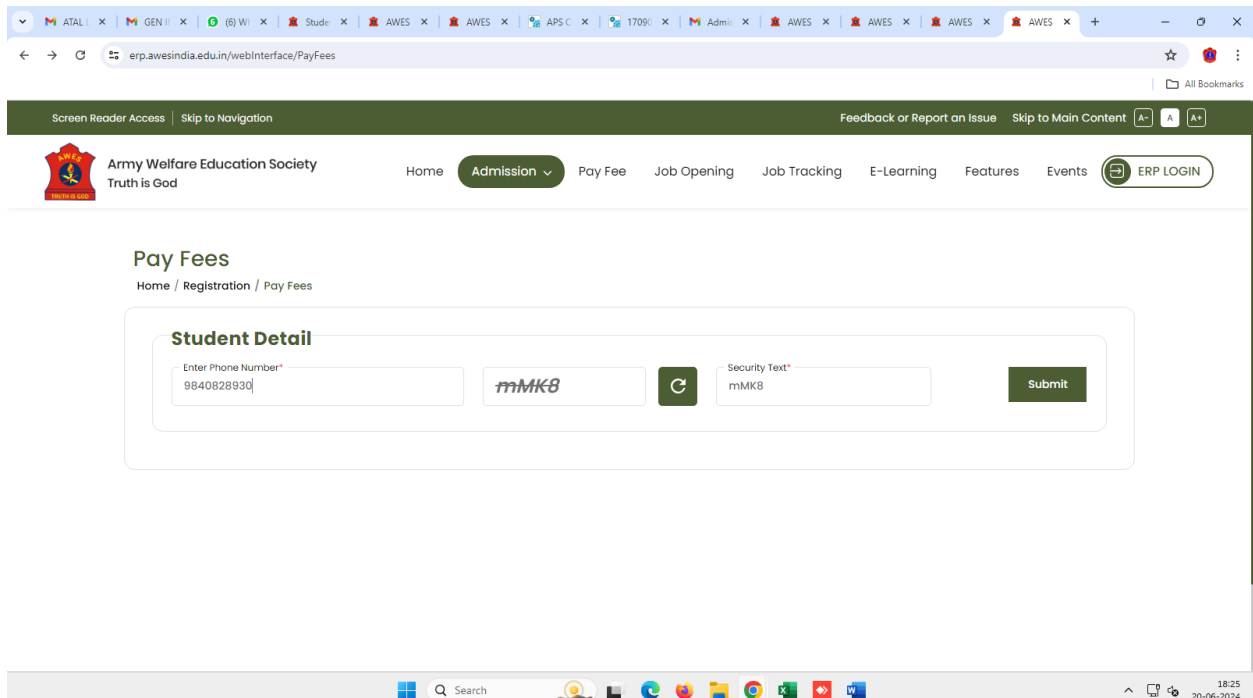 ATAL L GEN I (6) W Stude AWES AWES APS C 1709 Admis AWES AWES AWES AWES
erp.awesindia.edu.in/webInterface/PayFees
All Bookmarks
Screen Reader Access Skip to Navigation Feedback or Report an Issue Skip to Main Content A- A A+
AWES
TRUTH IS GOD
Army Welfare Education Society
Truth is God
Home Admission Pay Fee Job Opening Job Tracking E-Learning Features Events ERP LOGIN
Pay Fees
Home / Registration / Pay Fees
Student Detail
Enter Phone Number*
9840828930
mMK8
Security Text*
mMK8
Submit
Search
18:25
20-06-2024